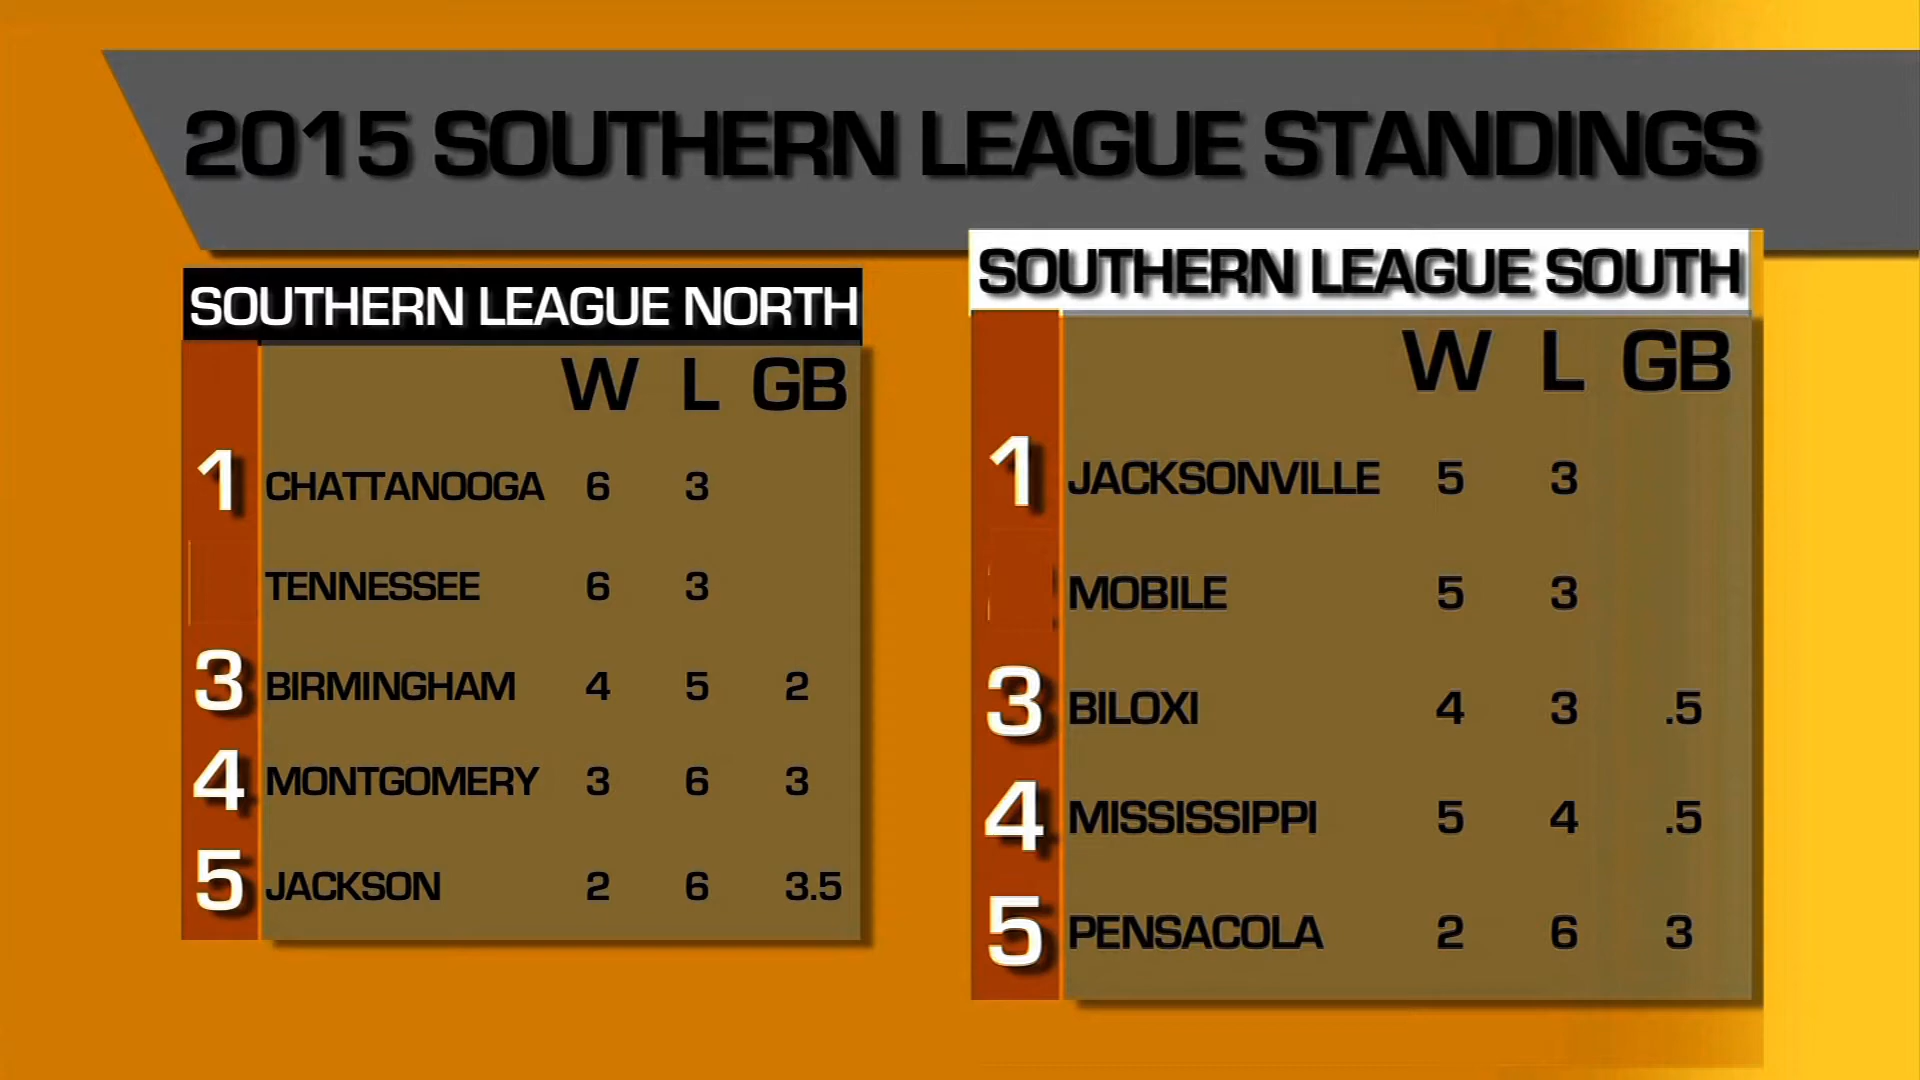 2015 SOUTHERN LEAGUE STANDINGS
SOUTHERN LEAGUE NORTH
W L GB
1 CHATTANOOGA 6 3
TENNESSEE 6 3
3 BIRMINGHAM 4 5 2
4 MONTGOMERY 3 6 3
5 JACKSON 2 6 3.5
SOUTHERN LEAGUE SOUTH
W L GB
1 JACKSONVILLE 5 3
MOBILE 5 3
3 BILOXI 4 3 .5
4 MISSISSIPPI 5 4 .5
5 PENSACOLA 2 6 3